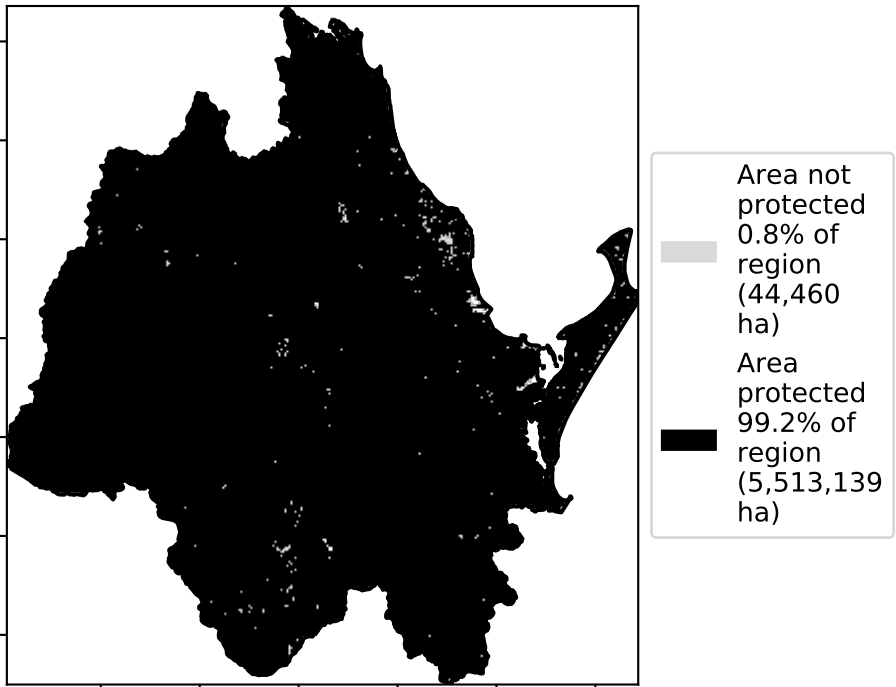 Area not
protected
0.8% of
region
(44,460
ha)
Area
protected
99.2% of
region
(5,513,139
ha)